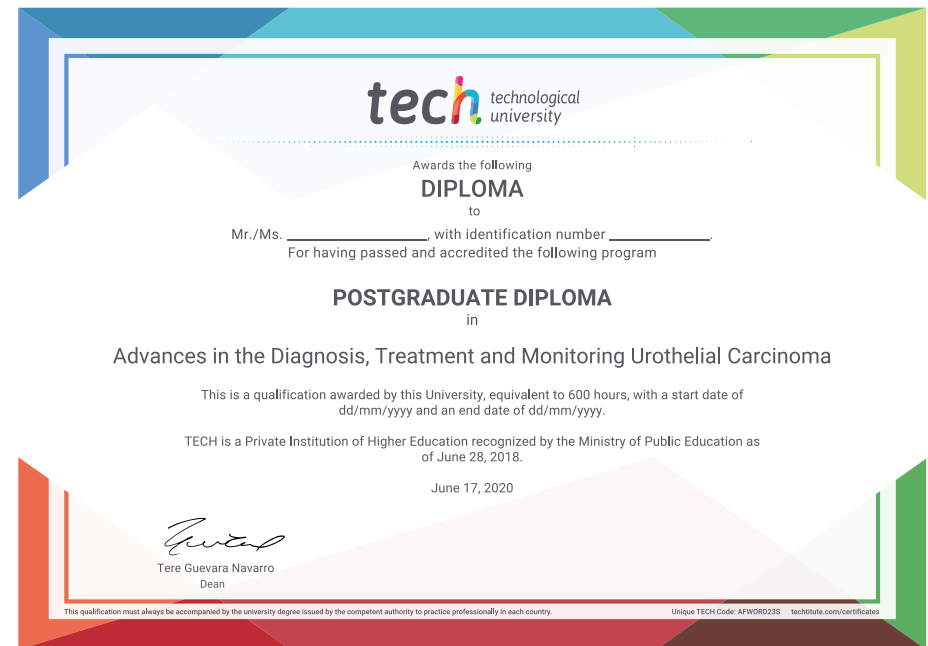 tech technological
university
Awards the following
DIPLOMA
to
Mr./Ms. ____________________, with identification number ______________.
For having passed and accredited the following program
POSTGRADUATE DIPLOMA
in
Advances in the Diagnosis, Treatment and Monitoring Urothelial Carcinoma
This is a qualification awarded by this University, equivalent to 600 hours, with a start date of
dd/mm/yyyy and an end date of dd/mm/yyyy.
TECH is a Private Institution of Higher Education recognized by the Ministry of Public Education as
of June 28, 2018.
June 17, 2020
Tere Guevara Navarro
Dean
This qualification must always be accompanied by the university degree issued by the competent authority to practice professionally in each country.
Unique TECH Code: AFWORD23S techtitute.com/certificates